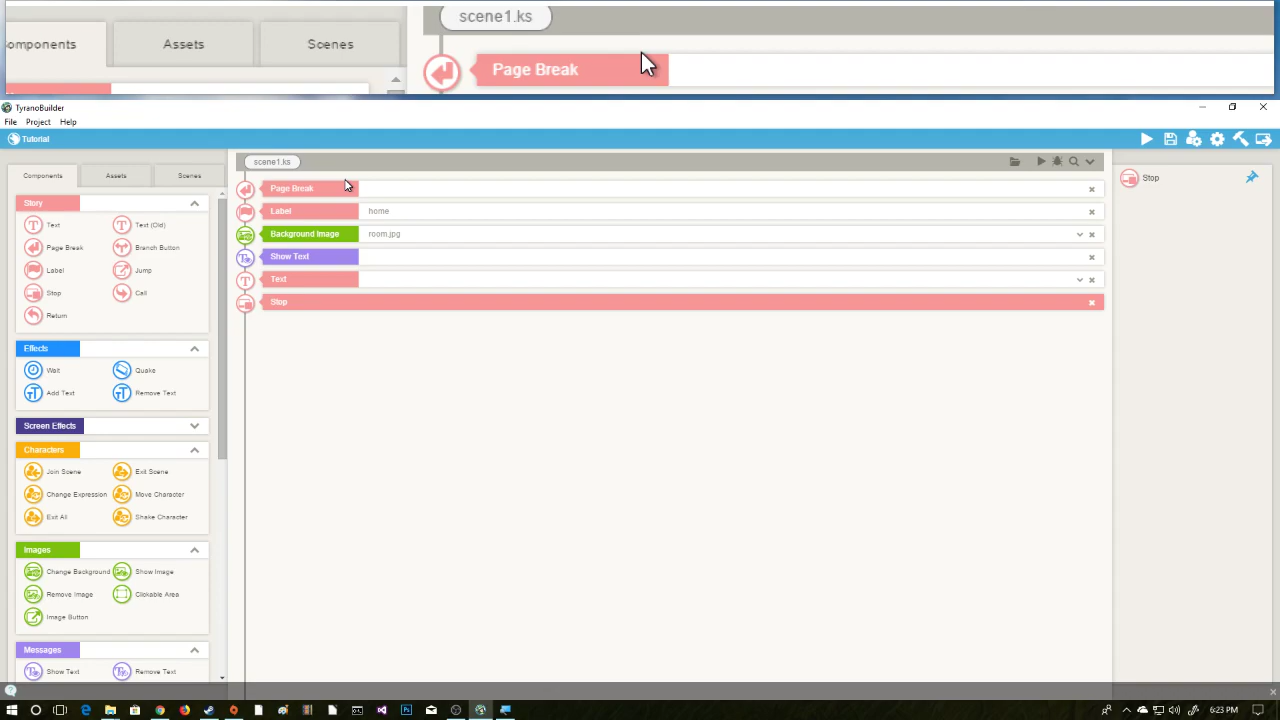 omponents
Assets
Scenes
scene1.ks
Page Break
TyranoBuilder
File Project Help
Tutorial
Components Assets Scenes
scene1.ks
Stop
Story
Text Text (Old)
Page Break Branch Button
Label Jump
Stop Call
Return
Effects
Wait Quake
Add Text Remove Text
Screen Effects
Characters
Join Scene Exit Scene
Change Expression Move Character
Exit All Shake Character
Images
Change Background Show Image
Remove Image Clickable Area
Image Button
Messages
Show Text Remove Text
Page Break
Label home
Background Image room.jpg
Show Text
Text
Stop
6:23 PM